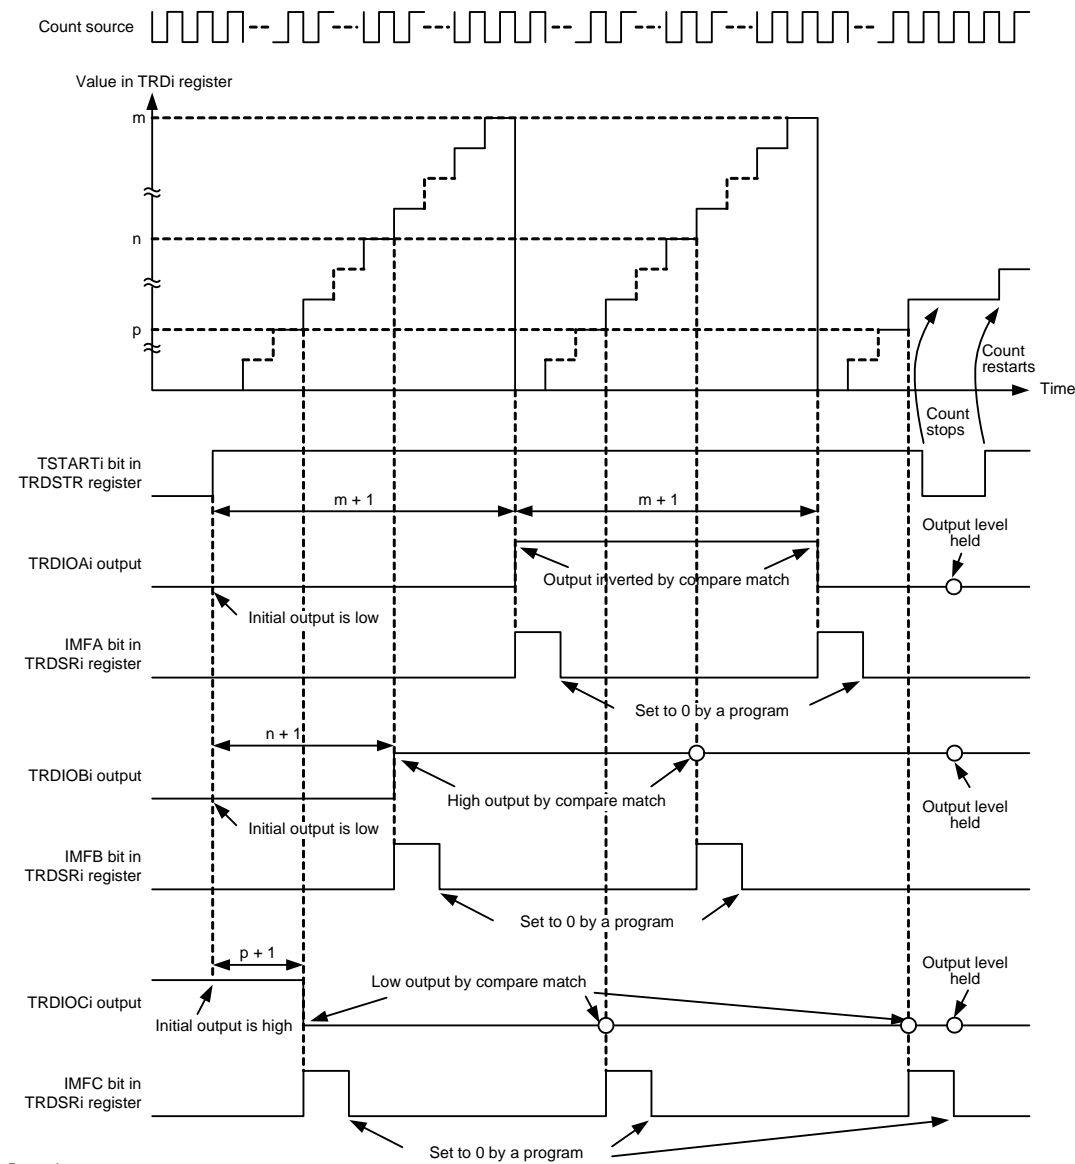 Count source
Value in TRDi register
m
n
p
Count
restarts
Time
Count
stops
TSTARTi bit in
TRDSTR register
m + 1
m + 1
Output level
held
TRDIOAi output
Output inverted by compare match
Initial output is low
IMFA bit in
TRDSRi register
Set to 0 by a program
n + 1
TRDIOBi output
High output by compare match
Output level
held
Initial output is low
IMFB bit in
TRDSRi register
Set to 0 by a program
p + 1
Output level
held
Low output by compare match
TRDIOCi output
Initial output is high
IMFC bit in
TRDSRi register
Set to 0 by a program